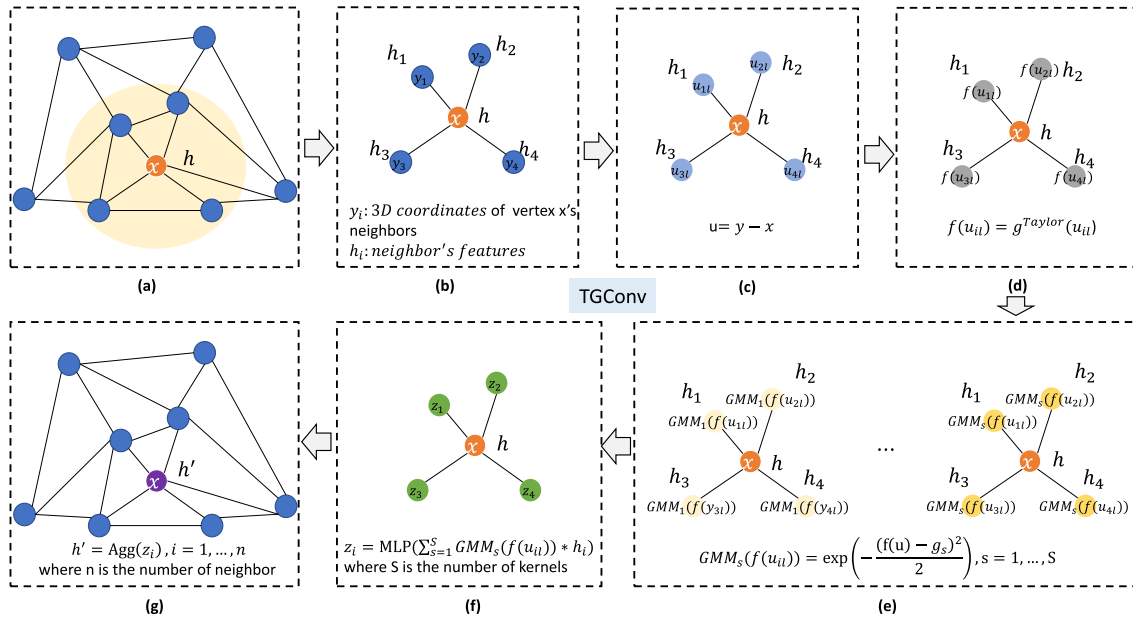 x h
(a)
h₁ h₂
y₁ y₂
x h
h₃ h₄
y₃ y₄
yᵢ: 3D coordinates of vertex x's
neighbors
hᵢ: neighbor's features
(b)
h₁ h₂
u₁ₗ u₂ₗ
x h
h₃ h₄
u₃ₗ u₄ₗ
u= y − x
(c)
h₁ h₂
f(u₁ₗ) f(u₂ₗ)
x h
h₃ h₄
f(u₃ₗ) f(u₄ₗ)
f(uᵢₗ) = g^Taylor(uᵢₗ)
(d)
TGConv
h₁ h₂
GMM₁(f(u₂ₗ))
GMM₁(f(u₁ₗ))
x h
h₃ h₄
GMM₁(f(y₃ₗ)) GMM₁(f(y₄ₗ))
…
h₁ h₂
GMMₛ(f(u₂ₗ))
GMMₛ(f(u₁ₗ))
x h
h₃ h₄
GMMₛ(f(u₃ₗ)) GMMₛ(f(u₄ₗ))
GMMₛ(f(uᵢₗ)) = exp(−(f(u) − gₛ)²/2), s = 1, …, S
(e)
z₁ z₂
x h
z₃ z₄
zᵢ = MLP(∑ₛ₌₁^S GMMₛ(f(uᵢₗ)) ∗ hᵢ)
where S is the number of kernels
(f)
x h′
h′ = Agg(zᵢ), i = 1, …, n
where n is the number of neighbor
(g)